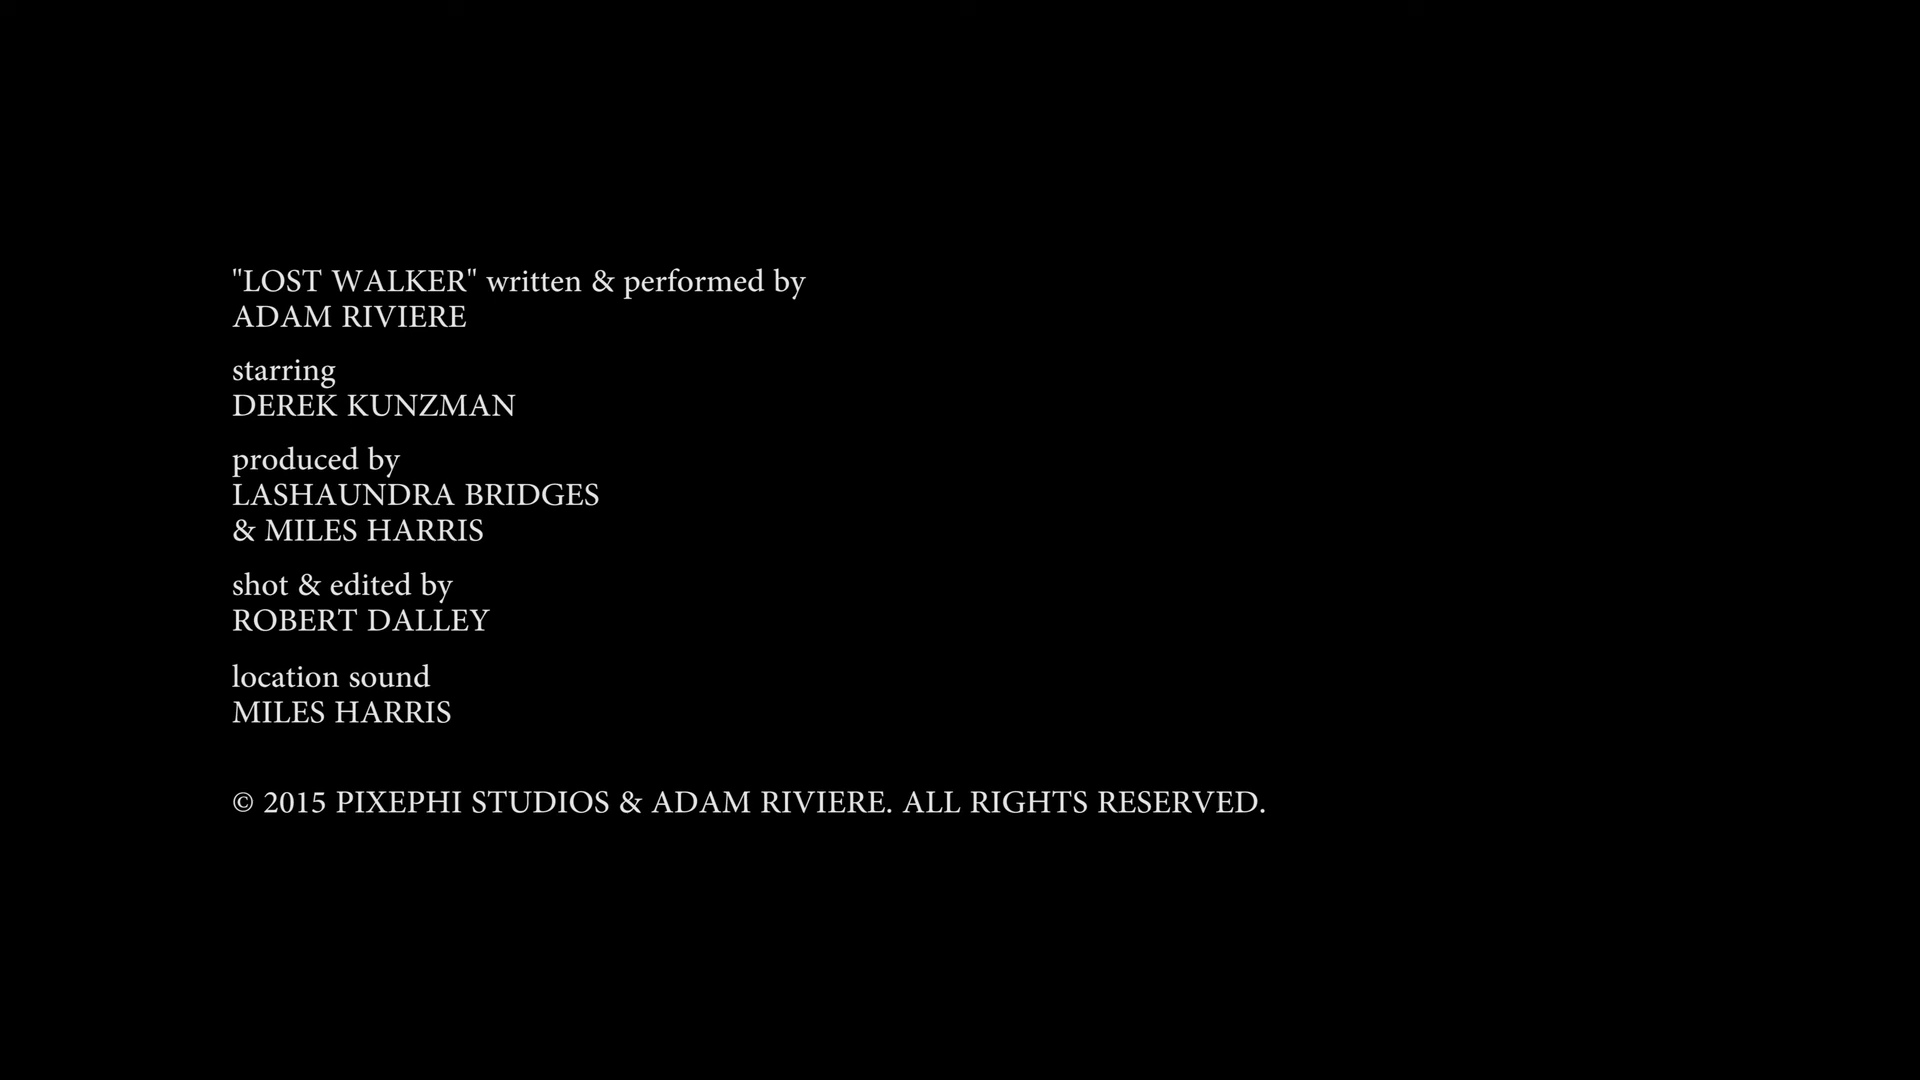 "LOST WALKER" written & performed by
ADAM RIVIERE
starring
DEREK KUNZMAN
produced by
LASHAUNDRA BRIDGES
& MILES HARRIS
shot & edited by
ROBERT DALLEY
location sound
MILES HARRIS
© 2015 PIXEPHI STUDIOS & ADAM RIVIERE. ALL RIGHTS RESERVED.